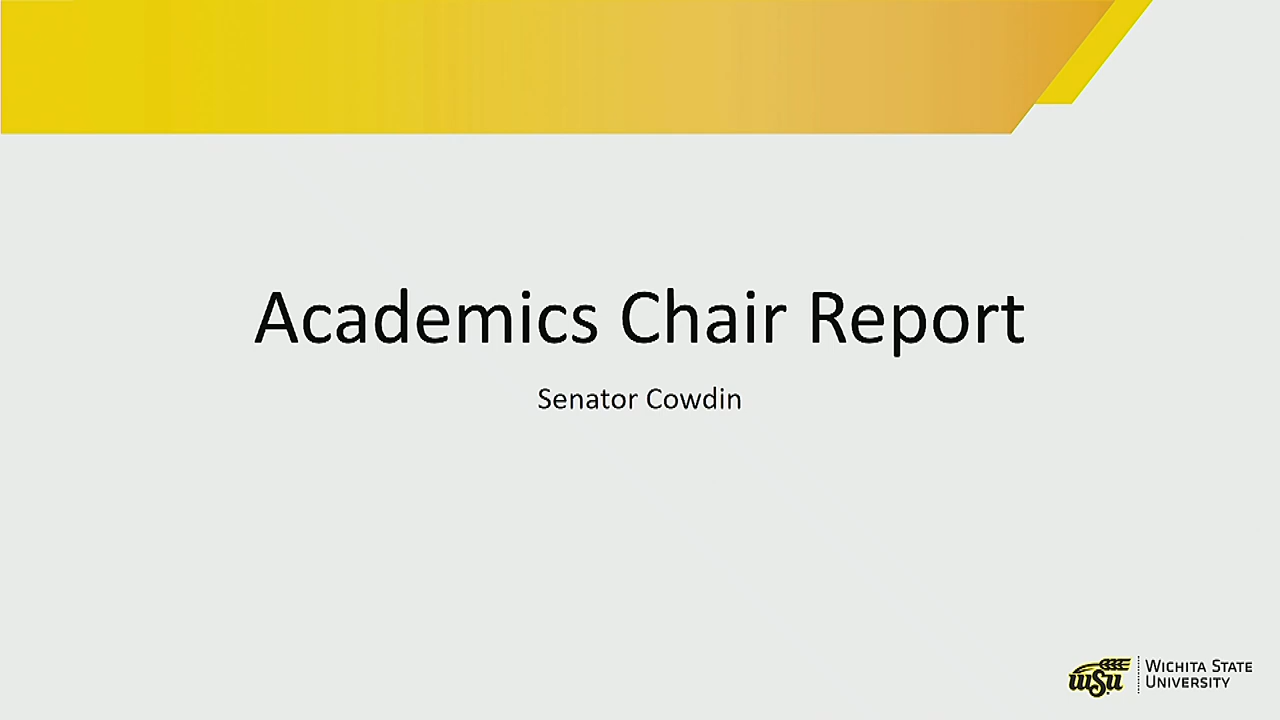 Academics Chair Report
Senator Cowdin
WSU
WICHITA STATE
UNIVERSITY